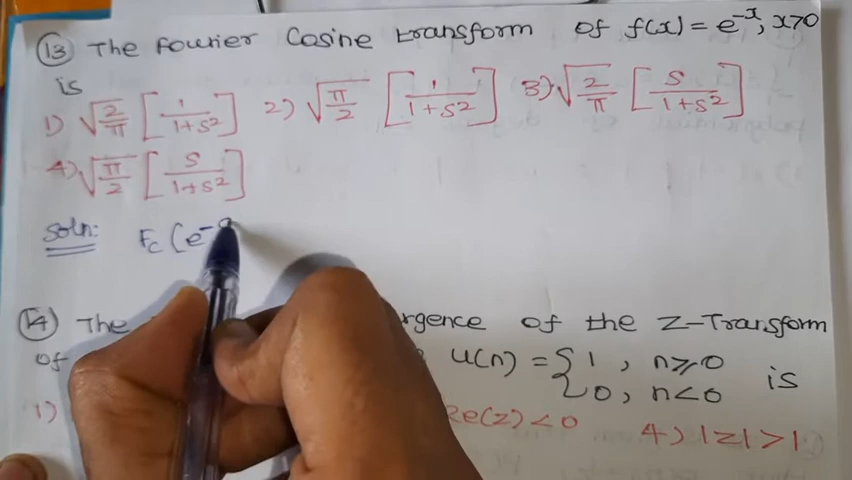 (13) The Fourier Cosine transform of f(x) = e^{-x}, x>0
is
1) √(2/π) [1/(1+s²)] 2) √(π/2) [1/(1+s²)] 3) √(2/π) [s/(1+s²)]
4) √(π/2) [s/(1+s²)]
Soln: Fc (e^-
(14) The rgence of the Z-Transform
of u(n) = { 1, n≥0
0, n<0 is
1) Re(z) < 0 4) |z| > 1